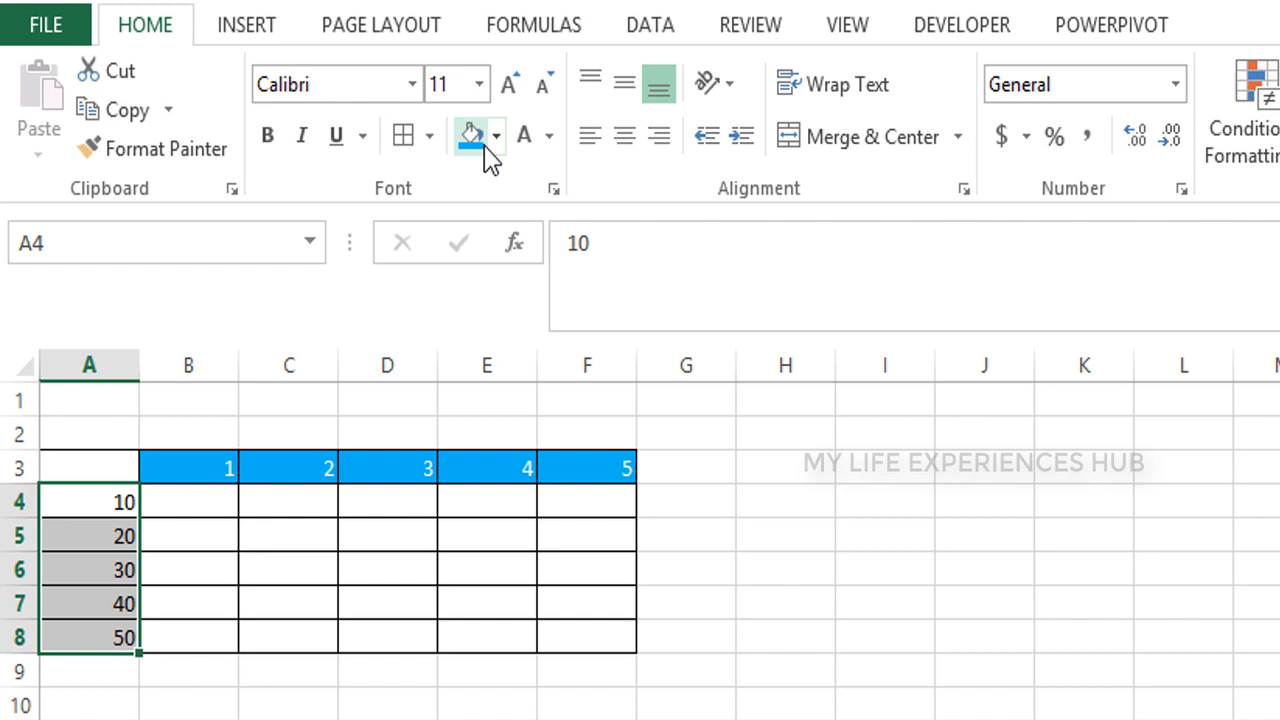 FILE HOME INSERT PAGE LAYOUT FORMULAS DATA REVIEW VIEW DEVELOPER POWERPIVOT
Paste
Cut
Copy
Format Painter
Clipboard
Calibri 11
B I U A
Font
Wrap Text
Merge & Center
Alignment
General
$ % ,
Number
Conditio
Formattin
A4 fx 10
A B C D E F G H I J K L
1
2
3 1 2 3 4 5
MY LIFE EXPERIENCES HUB
4 10
5 20
6 30
7 40
8 50
9
10